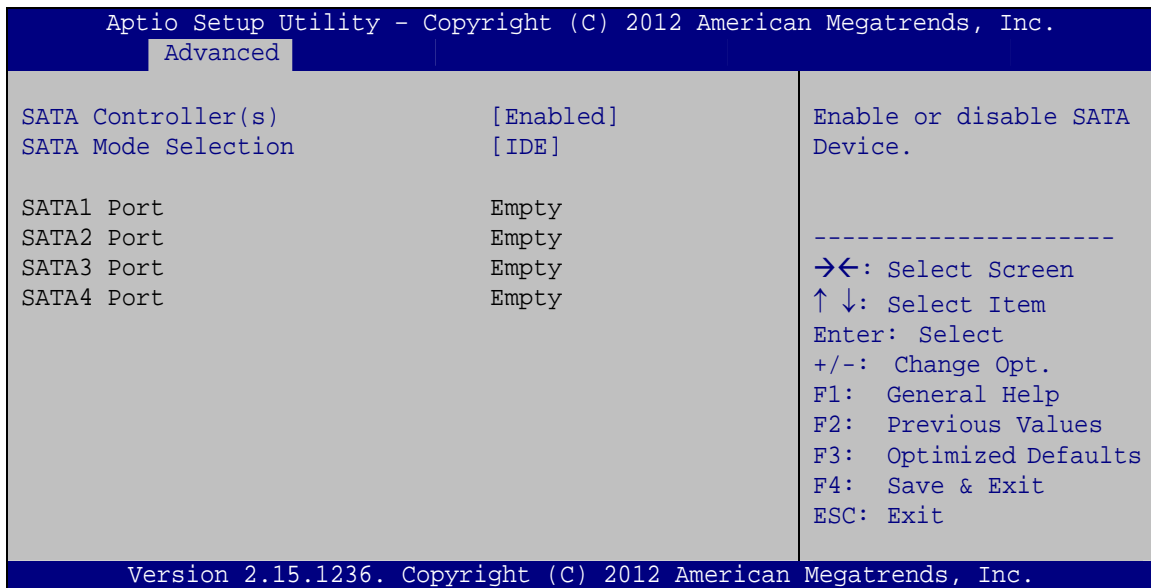 Aptio Setup Utility – Copyright (C) 2012 American Megatrends, Inc.
Advanced
SATA Controller(s) [Enabled]
SATA Mode Selection [IDE]
SATA1 Port Empty
SATA2 Port Empty
SATA3 Port Empty
SATA4 Port Empty
Enable or disable SATA
Device.
---------------------
→←: Select Screen
↑ ↓: Select Item
Enter: Select
+/-: Change Opt.
F1: General Help
F2: Previous Values
F3: Optimized Defaults
F4: Save & Exit
ESC: Exit
Version 2.15.1236. Copyright (C) 2012 American Megatrends, Inc.